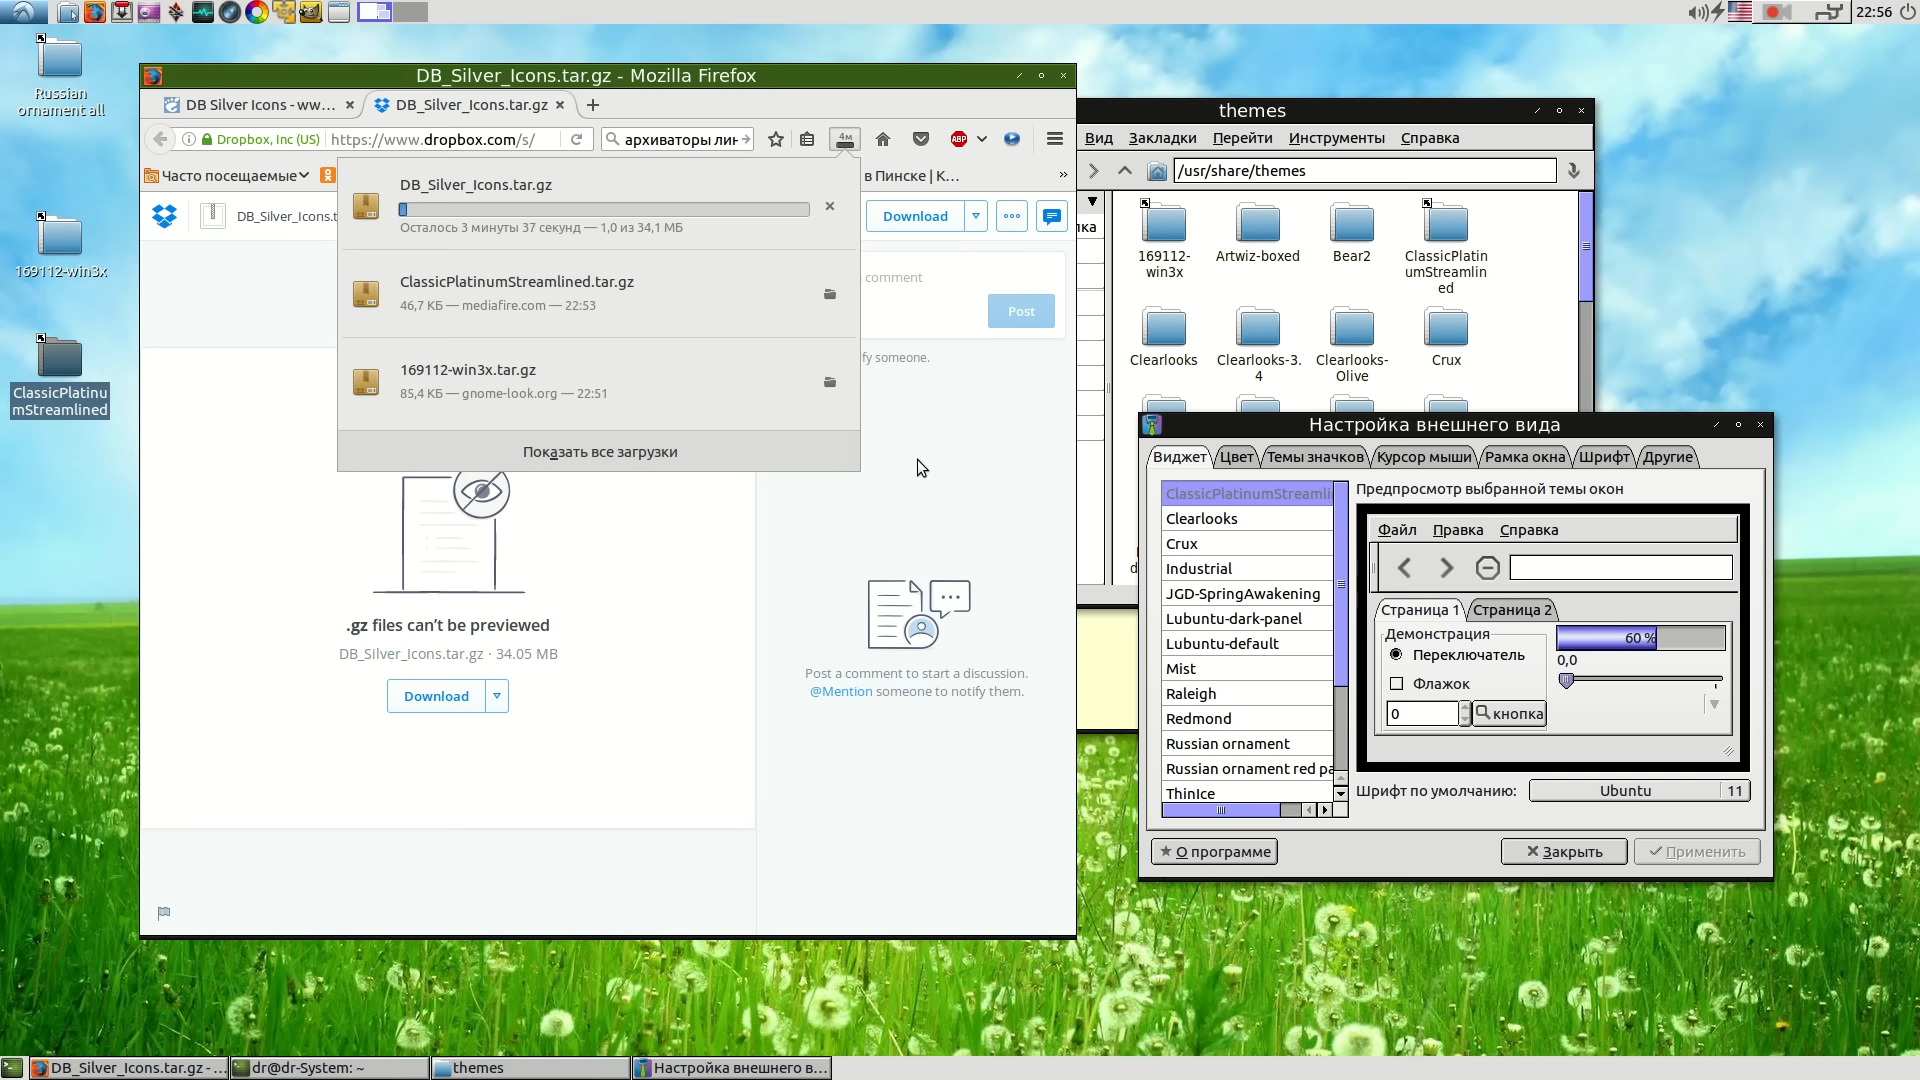 22:56
Russian
ornament all
169112-win3x
ClassicPlatinu
mStreamlined
DB_Silver_Icons.tar.gz - Mozilla Firefox
DB Silver Icons - ww...
DB_Silver_Icons.tar.gz
Dropbox, Inc (US)
https://www.dropbox.com/s/
архиваторы лин
4м
ABP
Часто посещаемые
в Пинске | К...
DB_Silver_Icons.t
Download
DB_Silver_Icons.tar.gz
Осталось 3 минуты 37 секунд — 1,0 из 34,1 МБ
ClassicPlatinumStreamlined.tar.gz
46,7 КБ — mediafire.com — 22:53
169112-win3x.tar.gz
85,4 КБ — gnome-look.org — 22:51
Показать все загрузки
comment
Post
fy someone.
.gz files can't be previewed
DB_Silver_Icons.tar.gz · 34.05 MB
Download
Post a comment to start a discussion.
@Mention someone to notify them.
themes
Вид
Закладки
Перейти
Инструменты
Справка
/usr/share/themes
169112-
win3x
Artwiz-boxed
Bear2
ClassicPlatin
umStreamlin
ed
Clearlooks
Clearlooks-3.
4
Clearlooks-
Olive
Crux
Настройка внешнего вида
Виджет
Цвет
Темы значков
Курсор мыши
Рамка окна
Шрифт
Другие
ClassicPlatinumStreamli
Clearlooks
Crux
Industrial
JGD-SpringAwakening
Lubuntu-dark-panel
Lubuntu-default
Mist
Raleigh
Redmond
Russian ornament
Russian ornament red pa
ThinIce
Предпросмотр выбранной темы окон
Файл
Правка
Справка
Страница 1
Страница 2
Демонстрация
Переключатель
Флажок
0
кнопка
60 %
0,0
Шрифт по умолчанию:
Ubuntu
11
О программе
Закрыть
Применить
DB_Silver_Icons.tar.gz - ...
dr@dr-System: ~
themes
Настройка внешнего в...